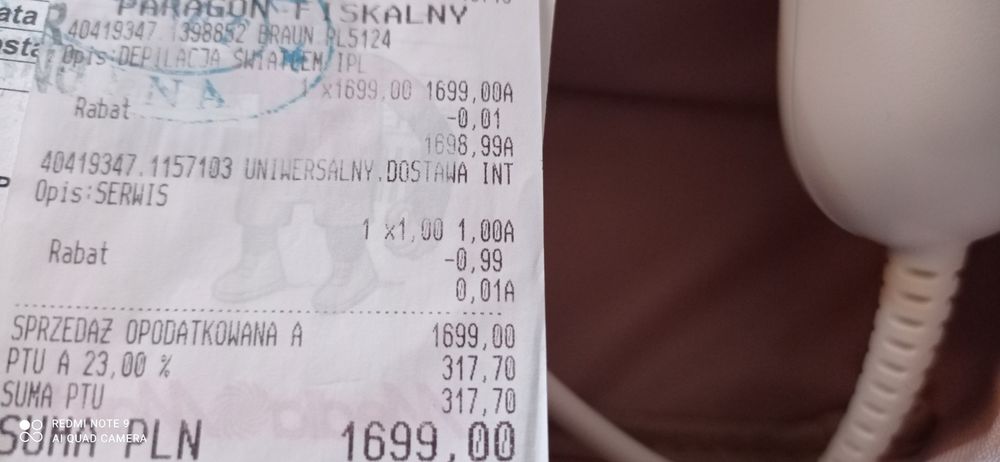 ata
PARAGON FISKALNY
40419347.1398852 BRAUN PL5124
Opis:DEPILACJA ŚWIATŁEM IPL
1 x1699,00 1699,00A
Rabat -0,01
1698,99A
40419347.1157103 UNIWERSALNY.DOSTAWA INT
Opis:SERWIS
1 x1,00 1,00A
Rabat -0,99
0,01A
SPRZEDAŻ OPODATKOWANA A 1699,00
PTU A 23,00 % 317,70
SUMA PTU 317,70
SUMA PLN 1699,00
REDMI NOTE 9
AI QUAD CAMERA